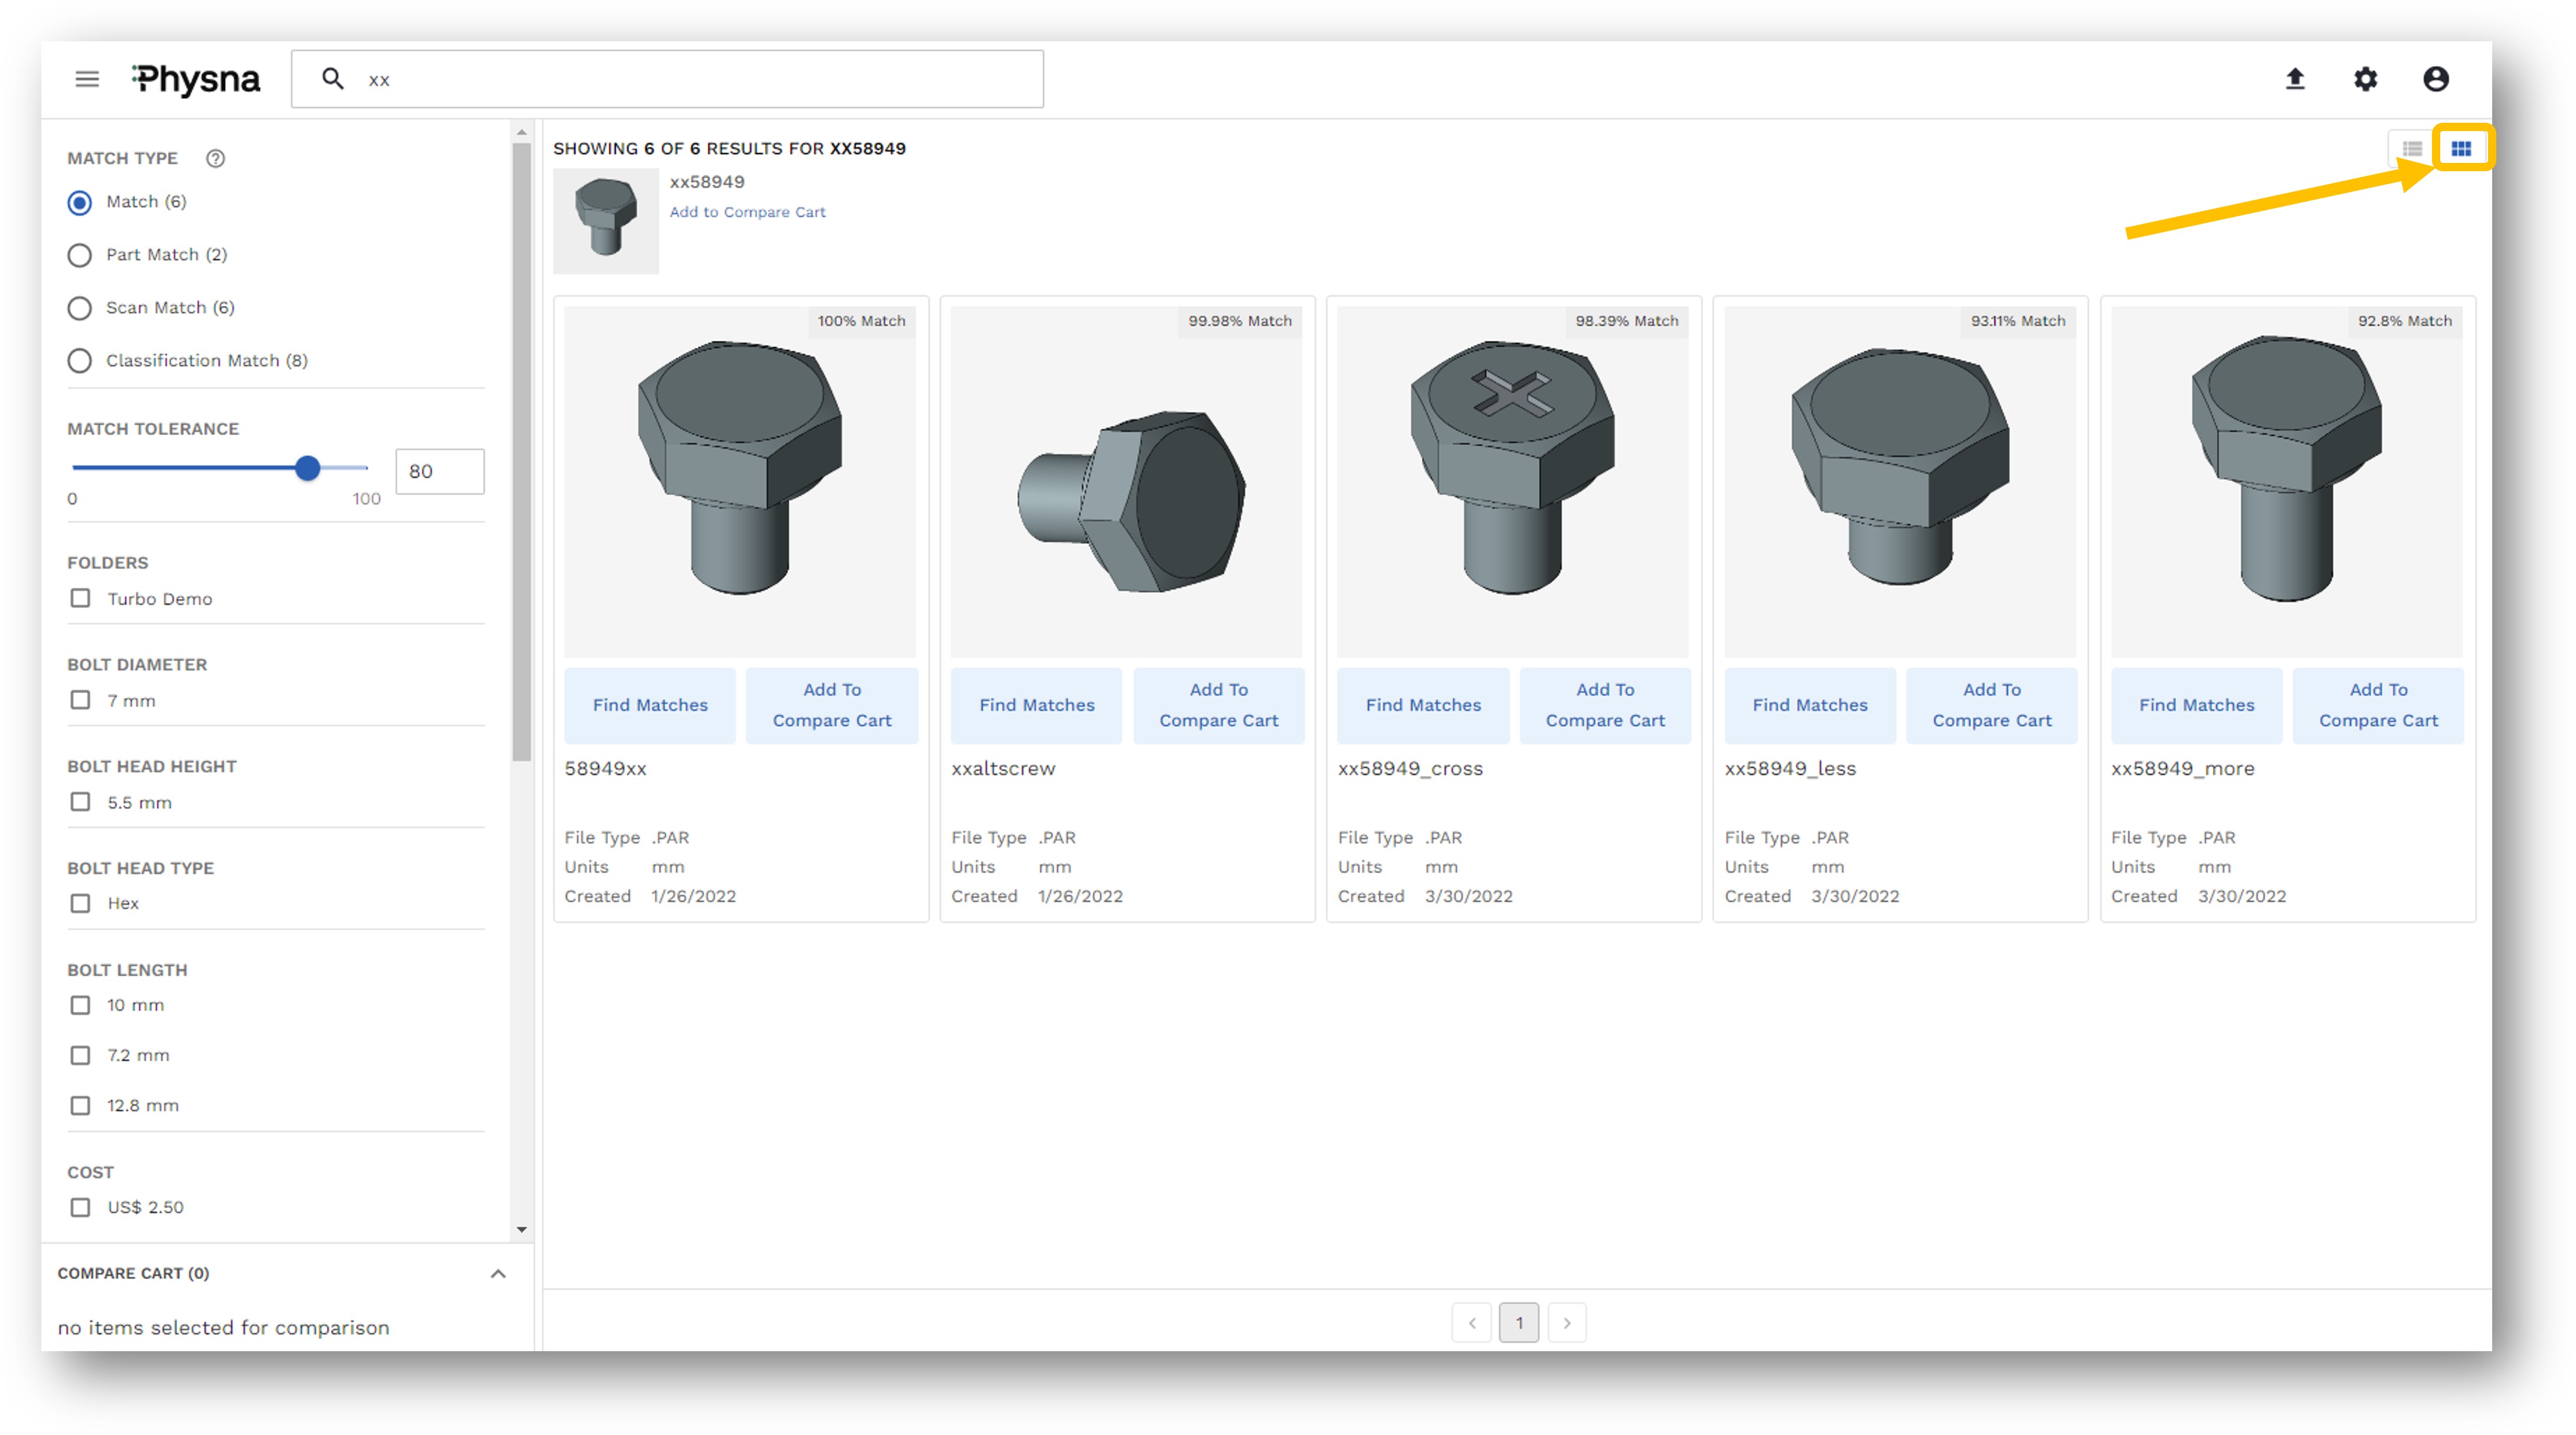 Physna
xx
MATCH TYPE
Match (6)
Part Match (2)
Scan Match (6)
Classification Match (8)
MATCH TOLERANCE
80
0 100
FOLDERS
Turbo Demo
BOLT DIAMETER
7 mm
BOLT HEAD HEIGHT
5.5 mm
BOLT HEAD TYPE
Hex
BOLT LENGTH
10 mm
7.2 mm
12.8 mm
COST
US$ 2.50
COMPARE CART (0)
no items selected for comparison
SHOWING 6 OF 6 RESULTS FOR XX58949
xx58949
Add to Compare Cart
100% Match
Find Matches
Add To
Compare Cart
58949xx
File Type .PAR
Units mm
Created 1/26/2022
99.98% Match
Find Matches
Add To
Compare Cart
xxaltscrew
File Type .PAR
Units mm
Created 1/26/2022
98.39% Match
Find Matches
Add To
Compare Cart
xx58949_cross
File Type .PAR
Units mm
Created 3/30/2022
93.11% Match
Find Matches
Add To
Compare Cart
xx58949_less
File Type .PAR
Units mm
Created 3/30/2022
92.8% Match
Find Matches
Add To
Compare Cart
xx58949_more
File Type .PAR
Units mm
Created 3/30/2022
1